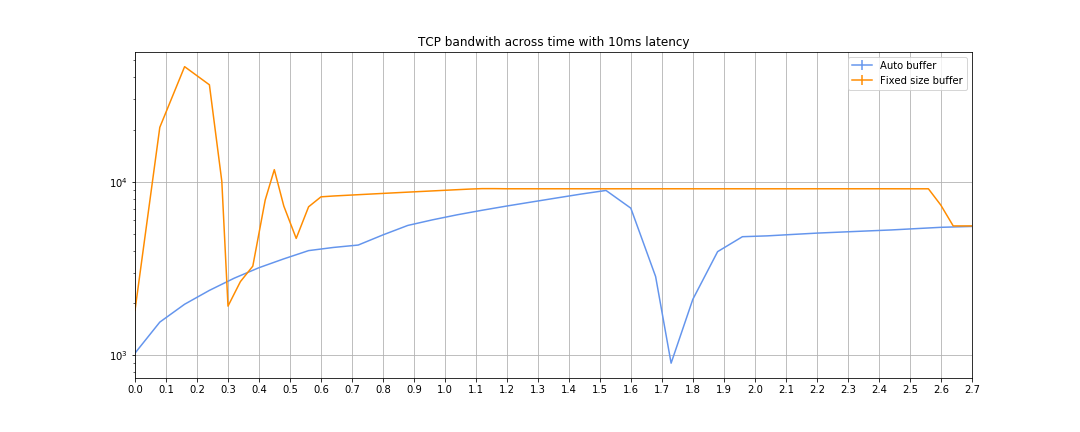 TCP bandwith across time with 10ms latency
Auto buffer
Fixed size buffer
10⁴
10³
0.0 0.1 0.2 0.3 0.4 0.5 0.6 0.7 0.8 0.9 1.0 1.1 1.2 1.3 1.4 1.5 1.6 1.7 1.8 1.9 2.0 2.1 2.2 2.3 2.4 2.5 2.6 2.7